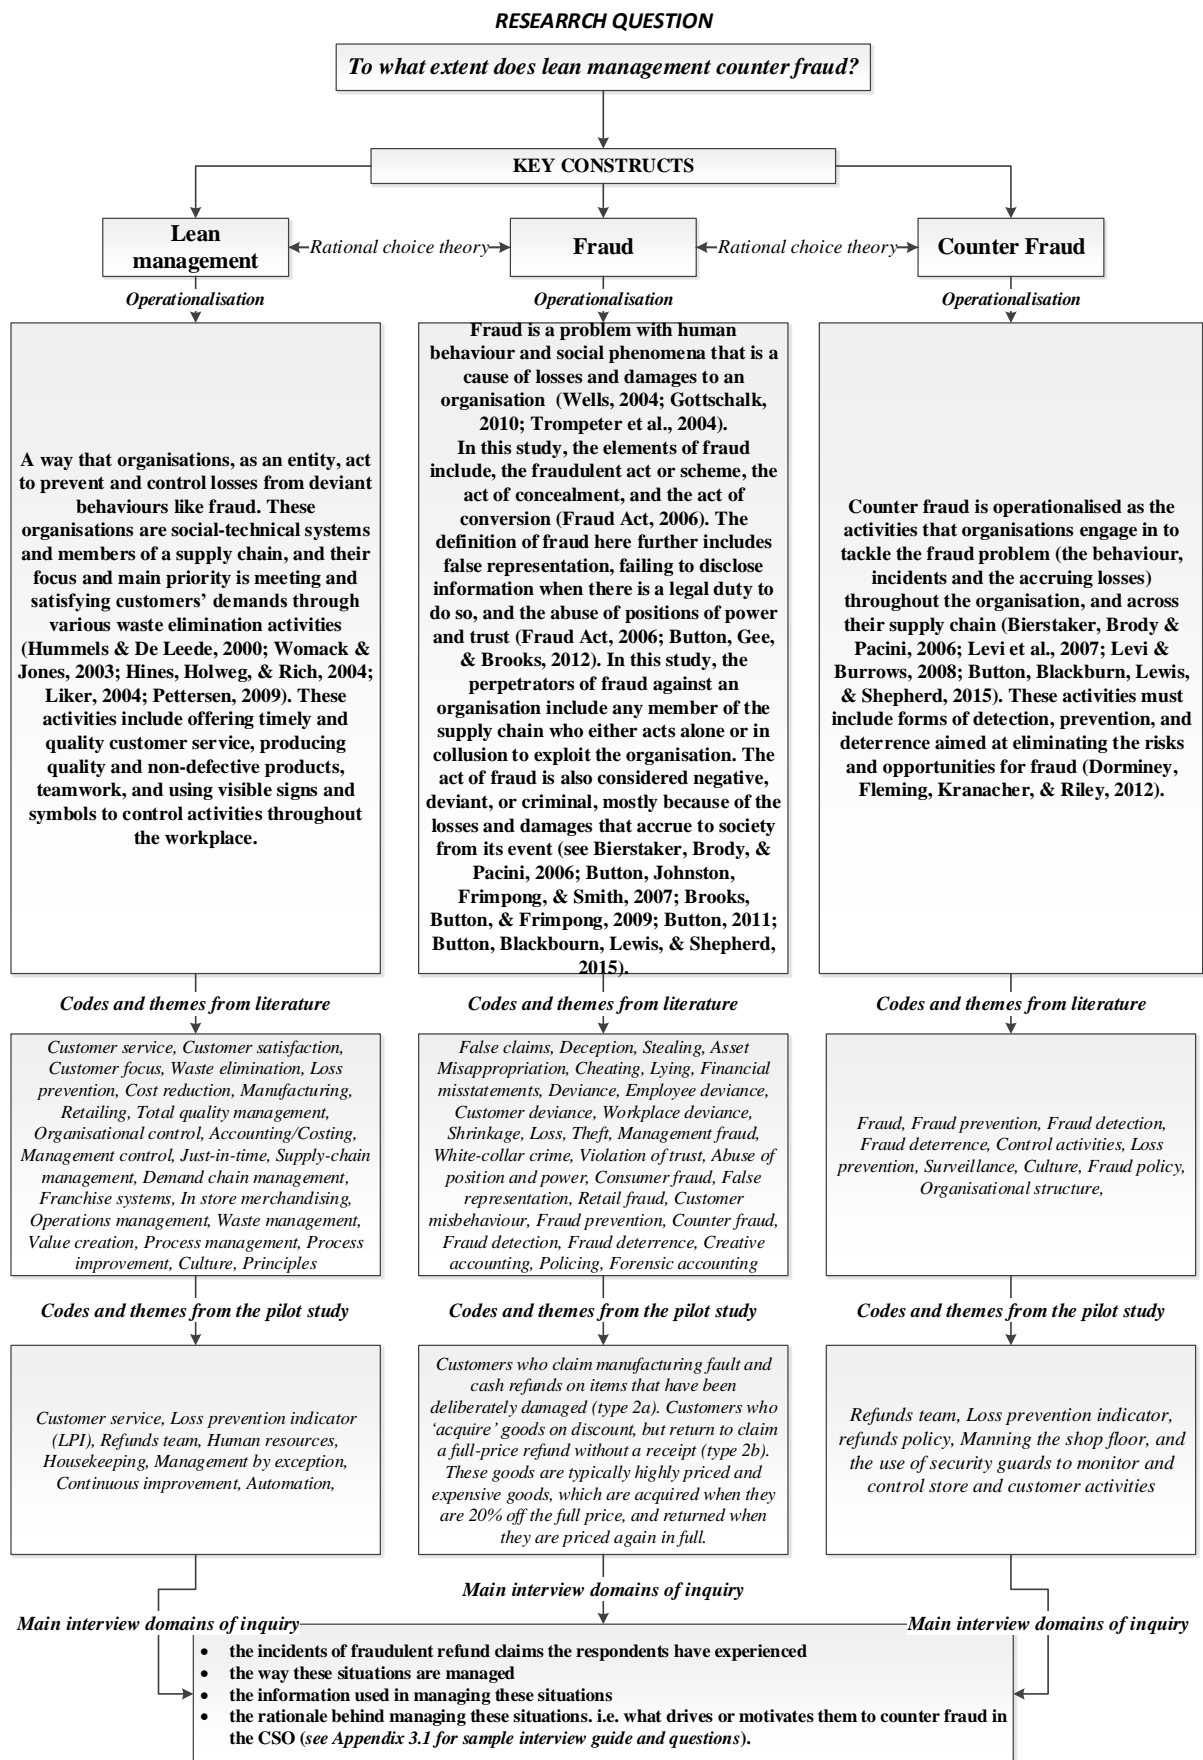 RESEARRCH QUESTION
To what extent does lean management counter fraud?
KEY CONSTRUCTS
Lean
management
Rational choice theory
Fraud
Rational choice theory
Counter Fraud
Operationalisation
Operationalisation
Operationalisation
A way that organisations, as an entity, act
to prevent and control losses from deviant
behaviours like fraud. These
organisations are social-technical systems
and members of a supply chain, and their
focus and main priority is meeting and
satisfying customers’ demands through
various waste elimination activities
(Hummels & De Leede, 2000; Womack &
Jones, 2003; Hines, Holweg, & Rich, 2004;
Liker, 2004; Pettersen, 2009). These
activities include offering timely and
quality customer service, producing
quality and non-defective products,
teamwork, and using visible signs and
symbols to control activities throughout
the workplace.
Fraud is a problem with human
behaviour and social phenomena that is a
cause of losses and damages to an
organisation (Wells, 2004; Gottschalk,
2010; Trompeter et al., 2004).
In this study, the elements of fraud
include, the fraudulent act or scheme, the
act of concealment, and the act of
conversion (Fraud Act, 2006). The
definition of fraud here further includes
false representation, failing to disclose
information when there is a legal duty to
do so, and the abuse of positions of power
and trust (Fraud Act, 2006; Button, Gee,
& Brooks, 2012). In this study, the
perpetrators of fraud against an
organisation include any member of the
supply chain who either acts alone or in
collusion to exploit the organisation. The
act of fraud is also considered negative,
deviant, or criminal, mostly because of the
losses and damages that accrue to society
from its event (see Bierstaker, Brody, &
Pacini, 2006; Button, Johnston,
Frimpong, & Smith, 2007; Brooks,
Button, & Frimpong, 2009; Button, 2011;
Button, Blackbourn, Lewis, & Shepherd,
2015).
Counter fraud is operationalised as the
activities that organisations engage in to
tackle the fraud problem (the behaviour,
incidents and the accruing losses)
throughout the organisation, and across
their supply chain (Bierstaker, Brody &
Pacini, 2006; Levi et al., 2007; Levi &
Burrows, 2008; Button, Blackburn, Lewis,
& Shepherd, 2015). These activities must
include forms of detection, prevention, and
deterrence aimed at eliminating the risks
and opportunities for fraud (Dorminey,
Fleming, Kranacher, & Riley, 2012).
Codes and themes from literature
Codes and themes from literature
Codes and themes from literature
Customer service, Customer satisfaction,
Customer focus, Waste elimination, Loss
prevention, Cost reduction, Manufacturing,
Retailing, Total quality management,
Organisational control, Accounting/Costing,
Management control, Just-in-time, Supply-chain
management, Demand chain management,
Franchise systems, In store merchandising,
Operations management, Waste management,
Value creation, Process management, Process
improvement, Culture, Principles
False claims, Deception, Stealing, Asset
Misappropriation, Cheating, Lying, Financial
misstatements, Deviance, Employee deviance,
Customer deviance, Workplace deviance,
Shrinkage, Loss, Theft, Management fraud,
White-collar crime, Violation of trust, Abuse of
position and power, Consumer fraud, False
representation, Retail fraud, Customer
misbehaviour, Fraud prevention, Counter fraud,
Fraud detection, Fraud deterrence, Creative
accounting, Policing, Forensic accounting
Fraud, Fraud prevention, Fraud detection,
Fraud deterrence, Control activities, Loss
prevention, Surveillance, Culture, Fraud policy,
Organisational structure,
Codes and themes from the pilot study
Codes and themes from the pilot study
Codes and themes from the pilot study
Customer service, Loss prevention indicator
(LPI), Refunds team, Human resources,
Housekeeping, Management by exception,
Continuous improvement, Automation,
Customers who claim manufacturing fault and
cash refunds on items that have been
deliberately damaged (type 2a). Customers who
‘acquire’ goods on discount, but return to claim
a full-price refund without a receipt (type 2b).
These goods are typically highly priced and
expensive goods, which are acquired when they
are 20% off the full price, and returned when
they are priced again in full.
Refunds team, Loss prevention indicator,
refunds policy, Manning the shop floor, and
the use of security guards to monitor and
control store and customer activities
Main interview domains of inquiry
Main interview domains of inquiry
Main interview domains of inquiry
• the incidents of fraudulent refund claims the respondents have experienced
• the way these situations are managed
• the information used in managing these situations
• the rationale behind managing these situations. i.e. what drives or motivates them to counter fraud in
the CSO (see Appendix 3.1 for sample interview guide and questions).